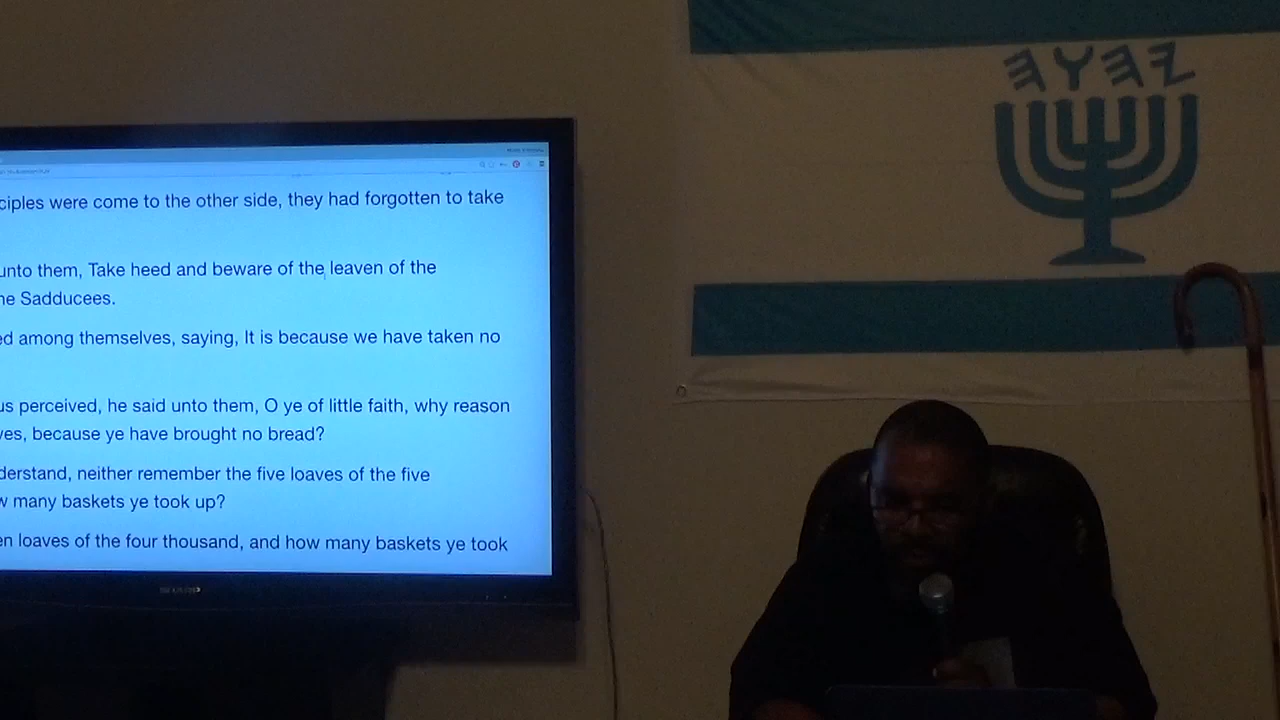 𐤉𐤄𐤅𐤄
ciples were come to the other side, they had forgotten to take
unto them, Take heed and beware of the leaven of the
he Sadducees.
ed among themselves, saying, It is because we have taken no
us perceived, he said unto them, O ye of little faith, why reason
ves, because ye have brought no bread?
derstand, neither remember the five loaves of the five
w many baskets ye took up?
en loaves of the four thousand, and how many baskets ye took